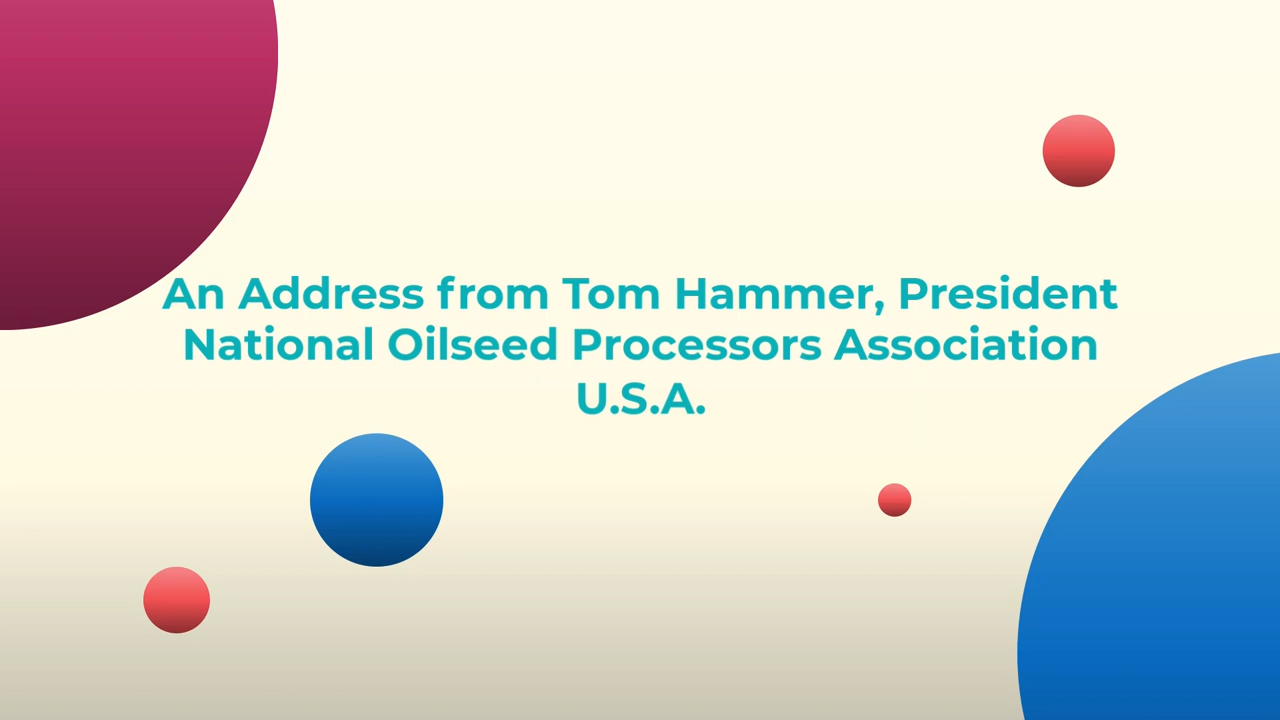 An Address from Tom Hammer, President
National Oilseed Processors Association
U.S.A.